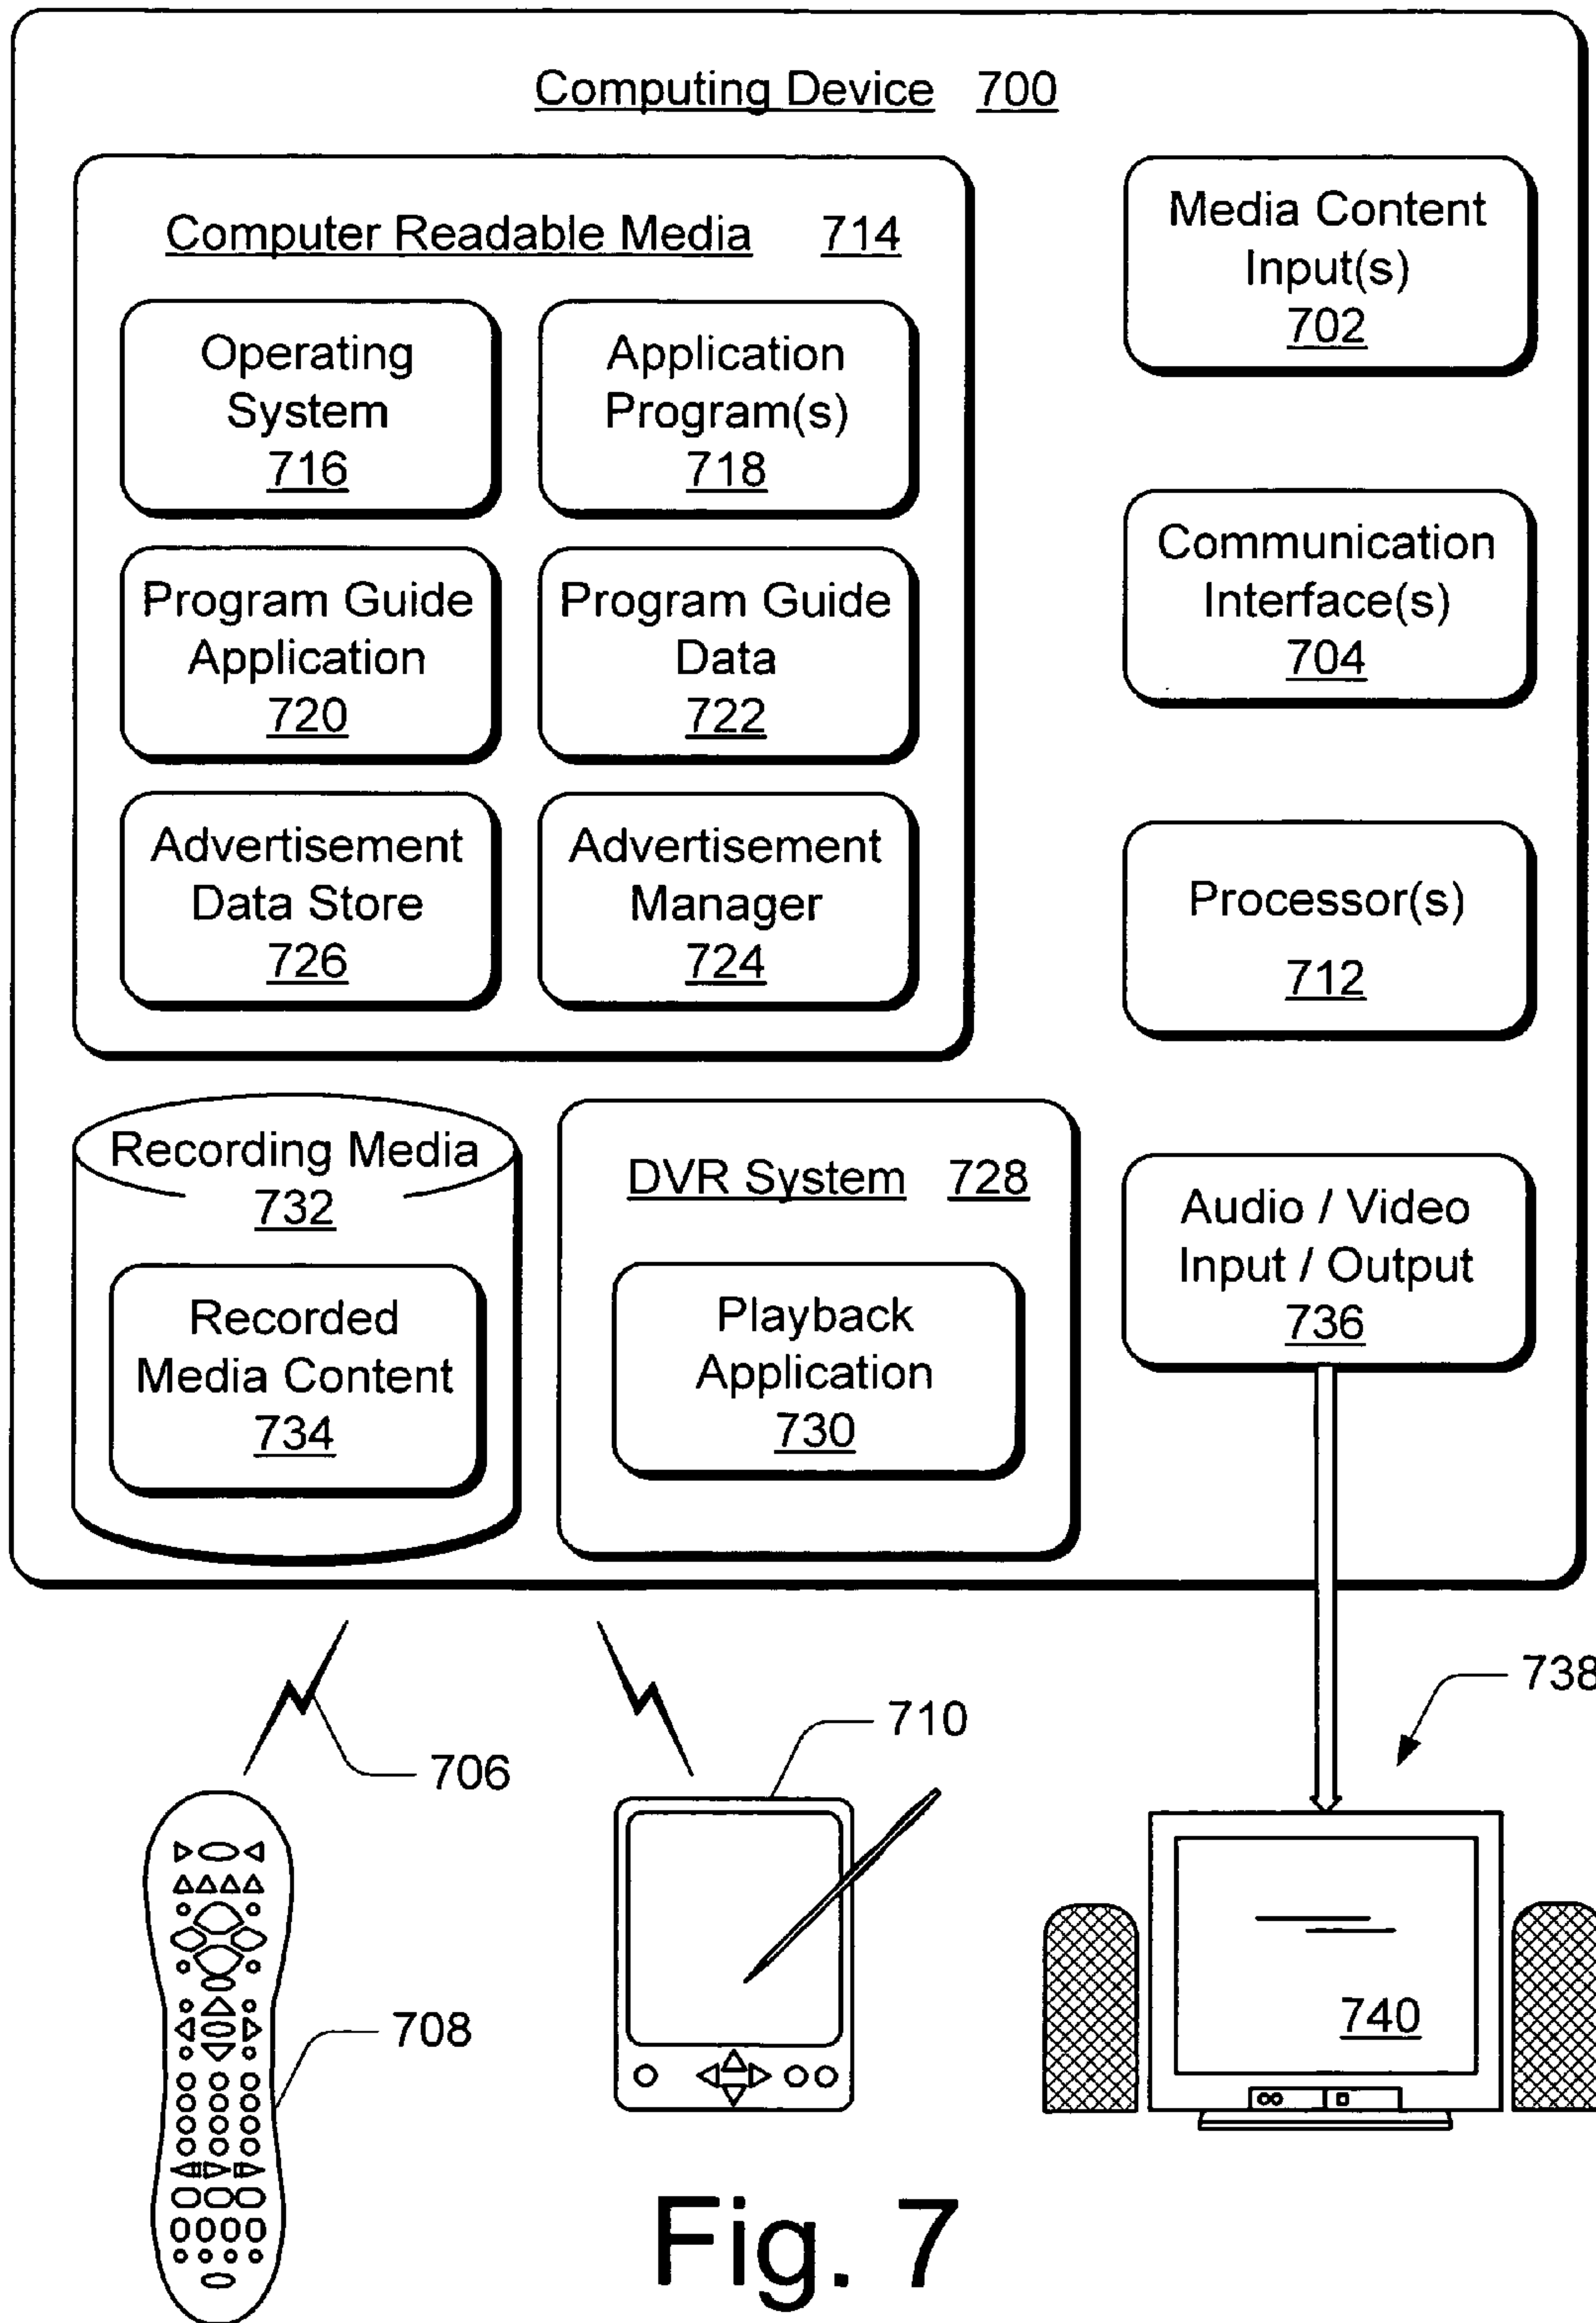 Computing Device 700
Computer Readable Media 714
Operating
System
716
Application
Program(s)
718
Program Guide
Application
720
Program Guide
Data
722
Advertisement
Data Store
726
Advertisement
Manager
724
Media Content
Input(s)
702
Communication
Interface(s)
704
Processor(s)
712
Recording Media
732
Recorded
Media Content
734
DVR System 728
Playback
Application
730
Audio / Video
Input / Output
736
738
710
706
708
740
Fig. 7